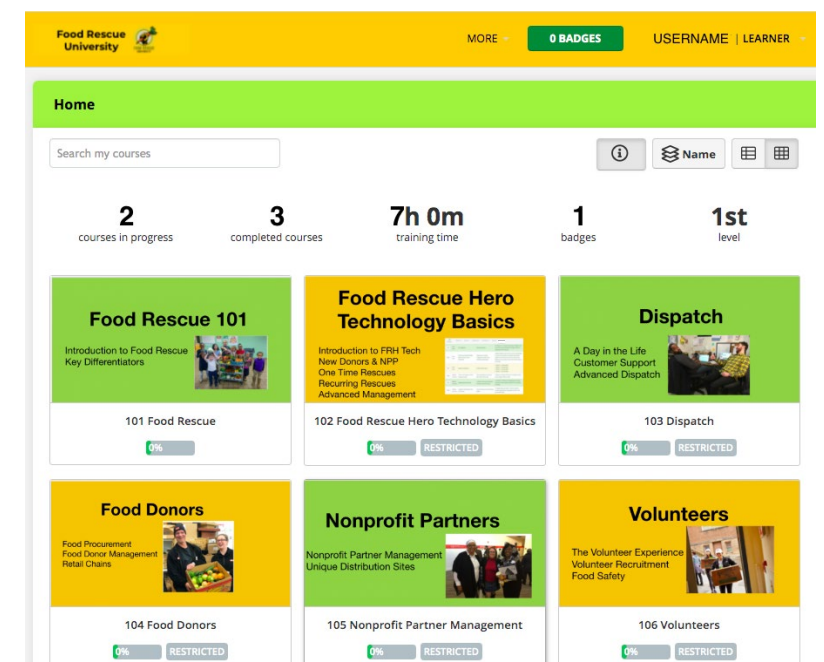 Food Rescue
University
MORE
0 BADGES
USERNAME | LEARNER
Home
Search my courses
Name
2
courses in progress
3
completed courses
7h 0m
training time
1
badges
1st
level
Food Rescue 101
Introduction to Food Rescue
Key Differentiators
101 Food Rescue
0%
Food Rescue Hero
Technology Basics
Introduction to FRH Tech
New Donors & NPP
One Time Rescues
Recurring Rescues
Advanced Management
102 Food Rescue Hero Technology Basics
0% RESTRICTED
Dispatch
A Day in the Life
Customer Support
Advanced Dispatch
103 Dispatch
0% RESTRICTED
Food Donors
Food Procurement
Food Donor Management
Retail Chains
104 Food Donors
0% RESTRICTED
Nonprofit Partners
Nonprofit Partner Management
Unique Distribution Sites
105 Nonprofit Partner Management
0% RESTRICTED
Volunteers
The Volunteer Experience
Volunteer Recruitment
Food Safety
106 Volunteers
0% RESTRICTED